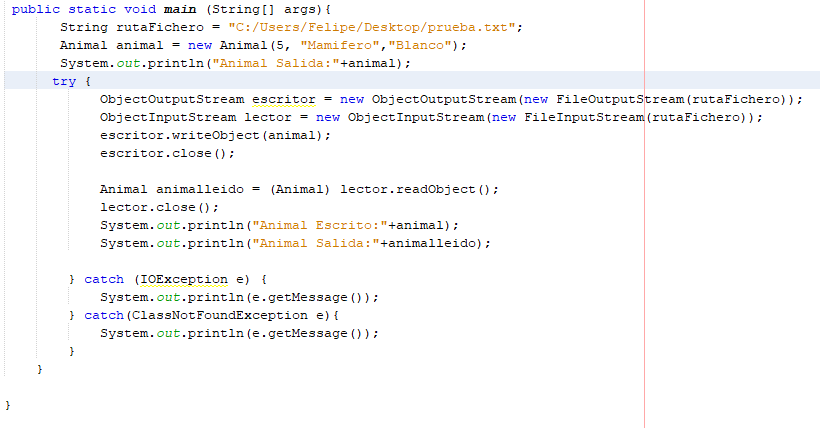 public static void main (String[] args){
String rutaFichero = "C:/Users/Felipe/Desktop/prueba.txt";
Animal animal = new Animal(5, "Mamifero","Blanco");
System.out.println("Animal Salida:"+animal);
try {
ObjectOutputStream escritor = new ObjectOutputStream(new FileOutputStream(rutaFichero));
ObjectInputStream lector = new ObjectInputStream(new FileInputStream(rutaFichero));
escritor.writeObject(animal);
escritor.close();
Animal animalleido = (Animal) lector.readObject();
lector.close();
System.out.println("Animal Escrito:"+animal);
System.out.println("Animal Salida:"+animalleido);
} catch (IOException e) {
System.out.println(e.getMessage());
} catch(ClassNotFoundException e){
System.out.println(e.getMessage());
}
}
}